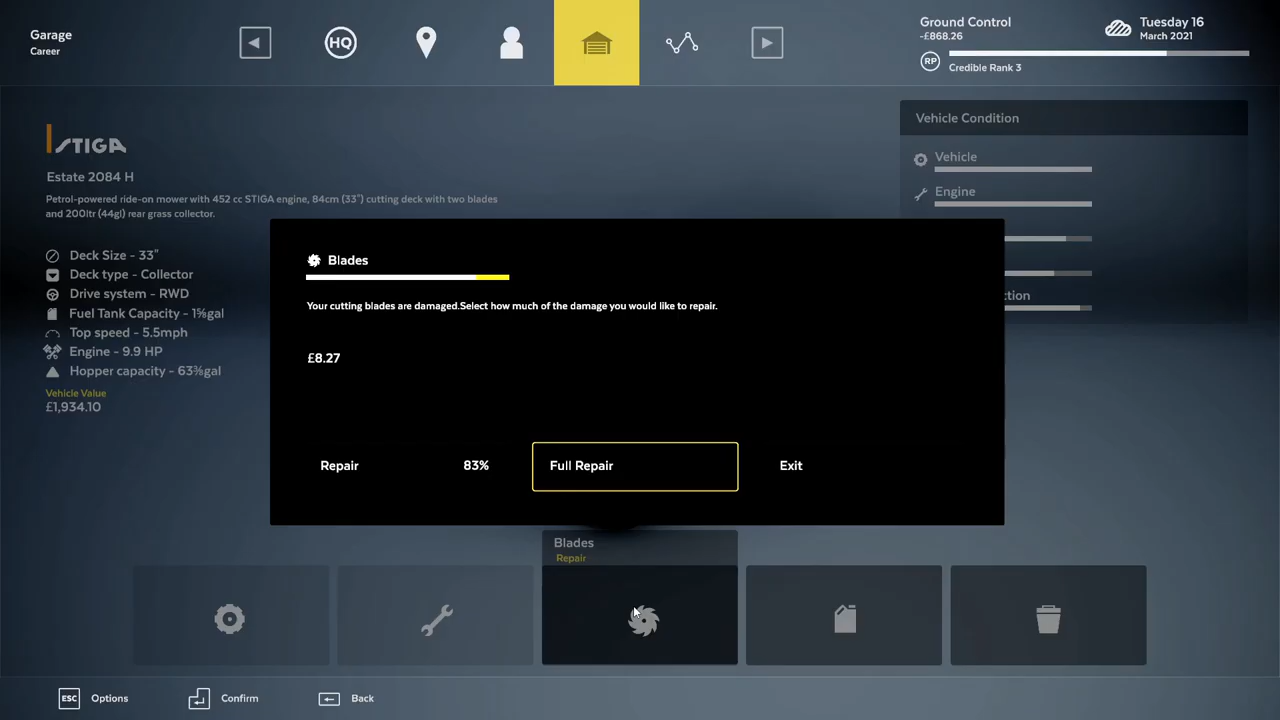 Garage
Career
HQ
Ground Control
-£868.26
RP
Credible Rank 3
Tuesday 16
March 2021
STIGA
Estate 2084 H
Petrol-powered ride-on mower with 452 cc STIGA engine, 84cm (33") cutting deck with two blades
and 200ltr (44gl) rear grass collector.
Deck Size - 33"
Deck type - Collector
Drive system - RWD
Fuel Tank Capacity - 1⅝gal
Top speed - 5.5mph
Engine - 9.9 HP
Hopper capacity - 63⅜gal
Vehicle Value
£1,934.10
Vehicle Condition
Vehicle
Engine
ction
Blades
Your cutting blades are damaged.Select how much of the damage you would like to repair.
£8.27
Repair 83%
Full Repair
Exit
Blades
Repair
ESC Options
Confirm
Back